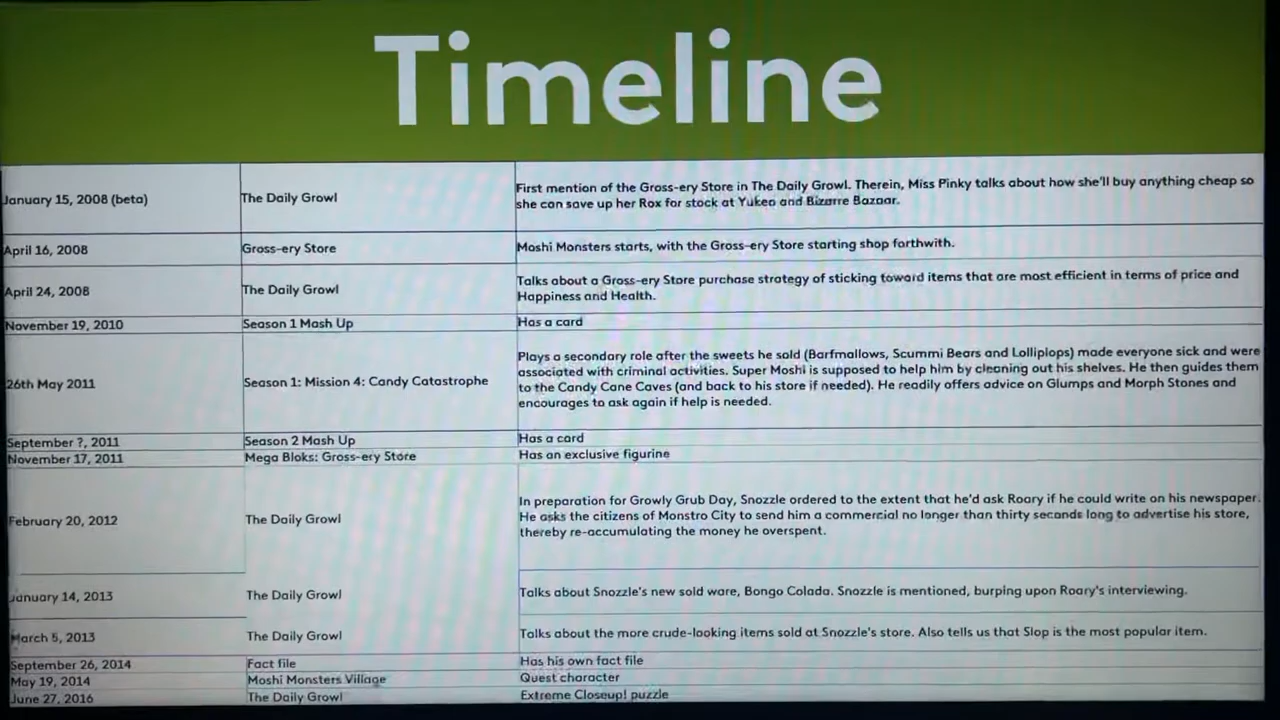 Timeline
January 15, 2008 (beta)
The Daily Growl
First mention of the Gross-ery Store in The Daily Growl. Therein, Miss Pinky talks about how she'll buy anything cheap so
she can save up her Rox for stock at Yukea and Bizarre Bazaar.
April 16, 2008
Gross-ery Store
Moshi Monsters starts, with the Gross-ery Store starting shop forthwith.
April 24, 2008
The Daily Growl
Talks about a Gross-ery Store purchase strategy of sticking toward items that are most efficient in terms of price and
Happiness and Health.
November 19, 2010
Season 1 Mash Up
Has a card
26th May 2011
Season 1: Mission 4: Candy Catastrophe
Plays a secondary role after the sweets he sold (Barfmallows, Scummi Bears and Lolliplops) made everyone sick and were
associated with criminal activities. Super Moshi is supposed to help him by cleaning out his shelves. He then guides them
to the Candy Cane Caves (and back to his store if needed). He readily offers advice on Glumps and Morph Stones and
encourages to ask again if help is needed.
September ?, 2011
Season 2 Mash Up
Has a card
November 17, 2011
Mega Bloks: Gross-ery Store
Has an exclusive figurine
February 20, 2012
The Daily Growl
In preparation for Growly Grub Day, Snozzle ordered to the extent that he'd ask Roary if he could write on his newspaper.
He asks the citizens of Monstro City to send him a commercial no longer than thirty seconds long to advertise his store,
thereby re-accumulating the money he overspent.
January 14, 2013
The Daily Growl
Talks about Snozzle's new sold ware, Bongo Colada. Snozzle is mentioned, burping upon Roary's interviewing.
March 5, 2013
The Daily Growl
Talks about the more crude-looking items sold at Snozzle's store. Also tells us that Slop is the most popular item.
September 26, 2014
Fact file
Has his own fact file
May 19, 2014
Moshi Monsters Village
Quest character
June 27, 2016
The Daily Growl
Extreme Closeup! puzzle